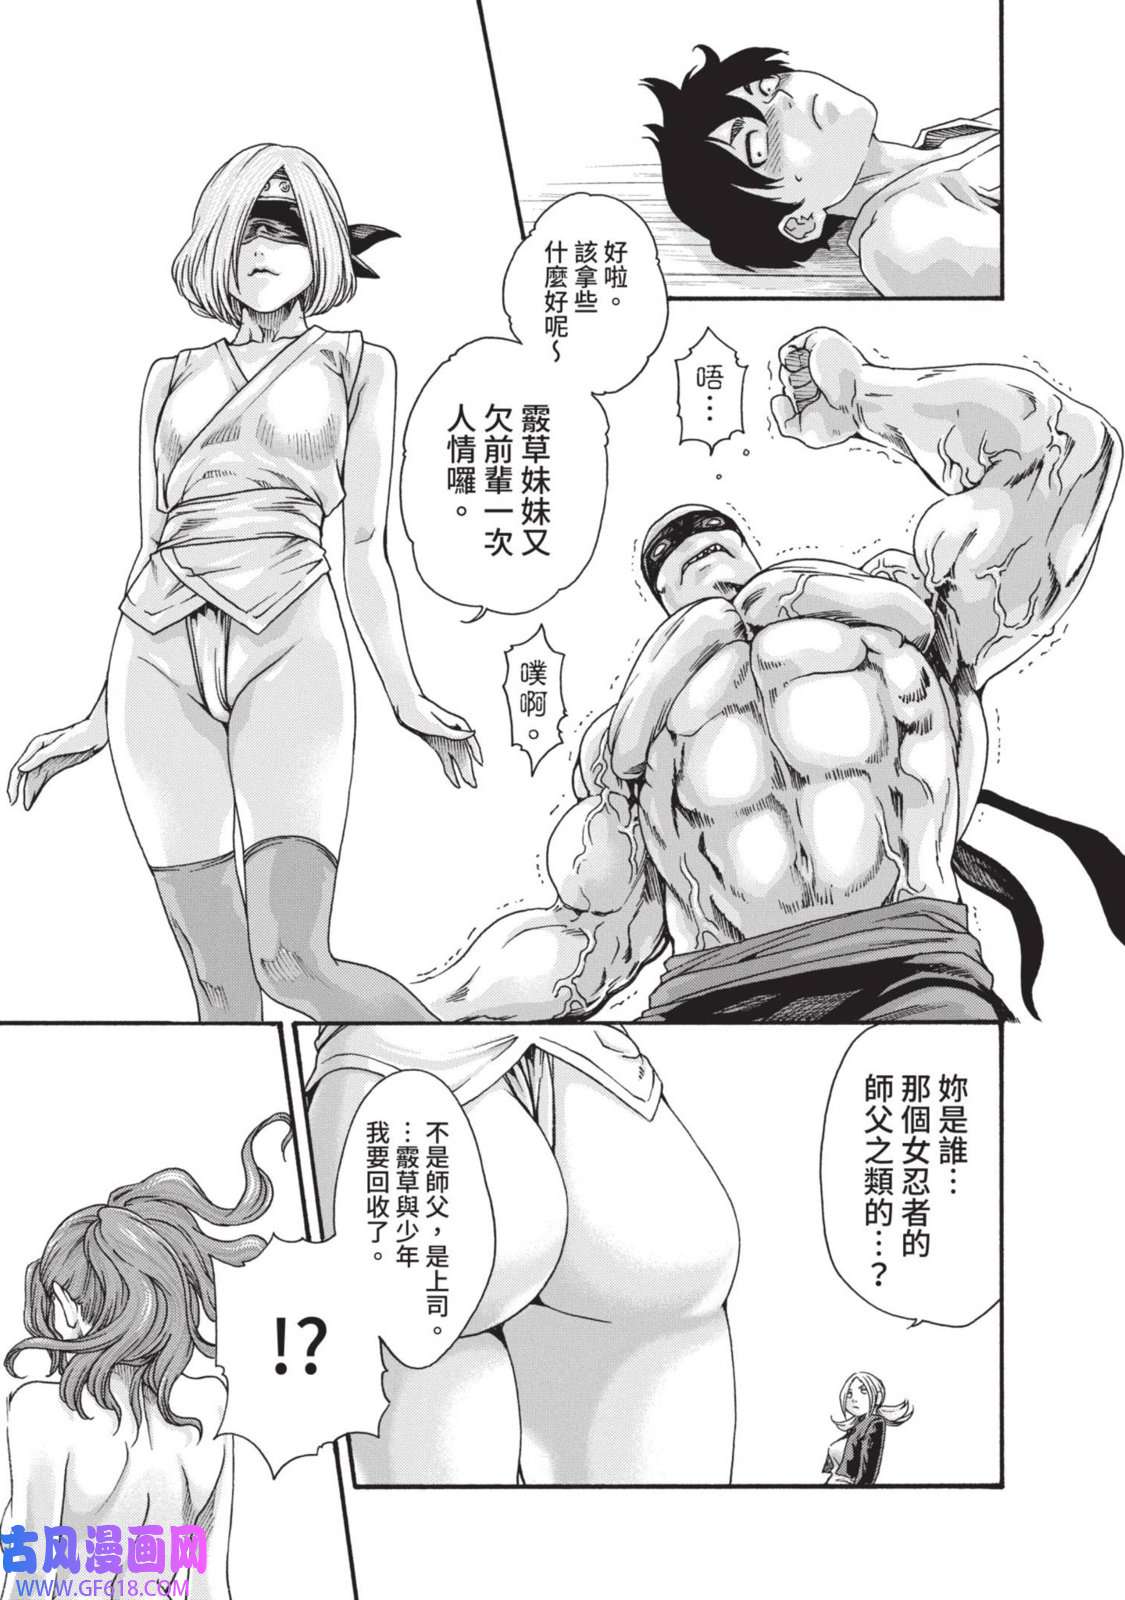 好啦。
該拿些
什麼好呢～
霰草妹妹又
欠前輩一次
人情囉。
唔…
。。
噗啊。
妳是誰…
那個女忍者的
師父之類的…？
不是師父，是上司。
…霰草與少年
我要回收了。
!?
古风漫画网
WWW.GF618.COM